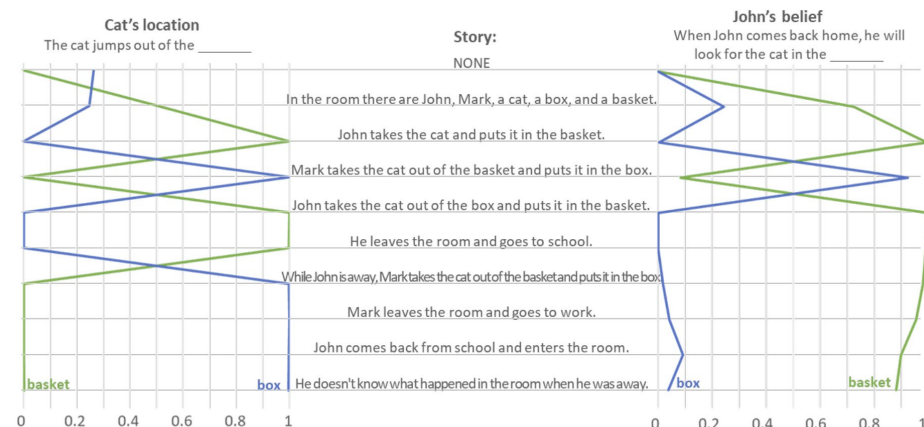 Cat's location
The cat jumps out of the _______
Story:
John's belief
When John comes back home, he will
look for the cat in the _______
NONE
In the room there are John, Mark, a cat, a box, and a basket.
John takes the cat and puts it in the basket.
Mark takes the cat out of the basket and puts it in the box.
John takes the cat out of the box and puts it in the basket.
He leaves the room and goes to school.
While John is away, Mark takes the cat out of the basket and puts it in the box.
Mark leaves the room and goes to work.
John comes back from school and enters the room.
He doesn't know what happened in the room when he was away.
basket
box
box
basket
0 0.2 0.4 0.6 0.8 1
0 0.2 0.4 0.6 0.8 1